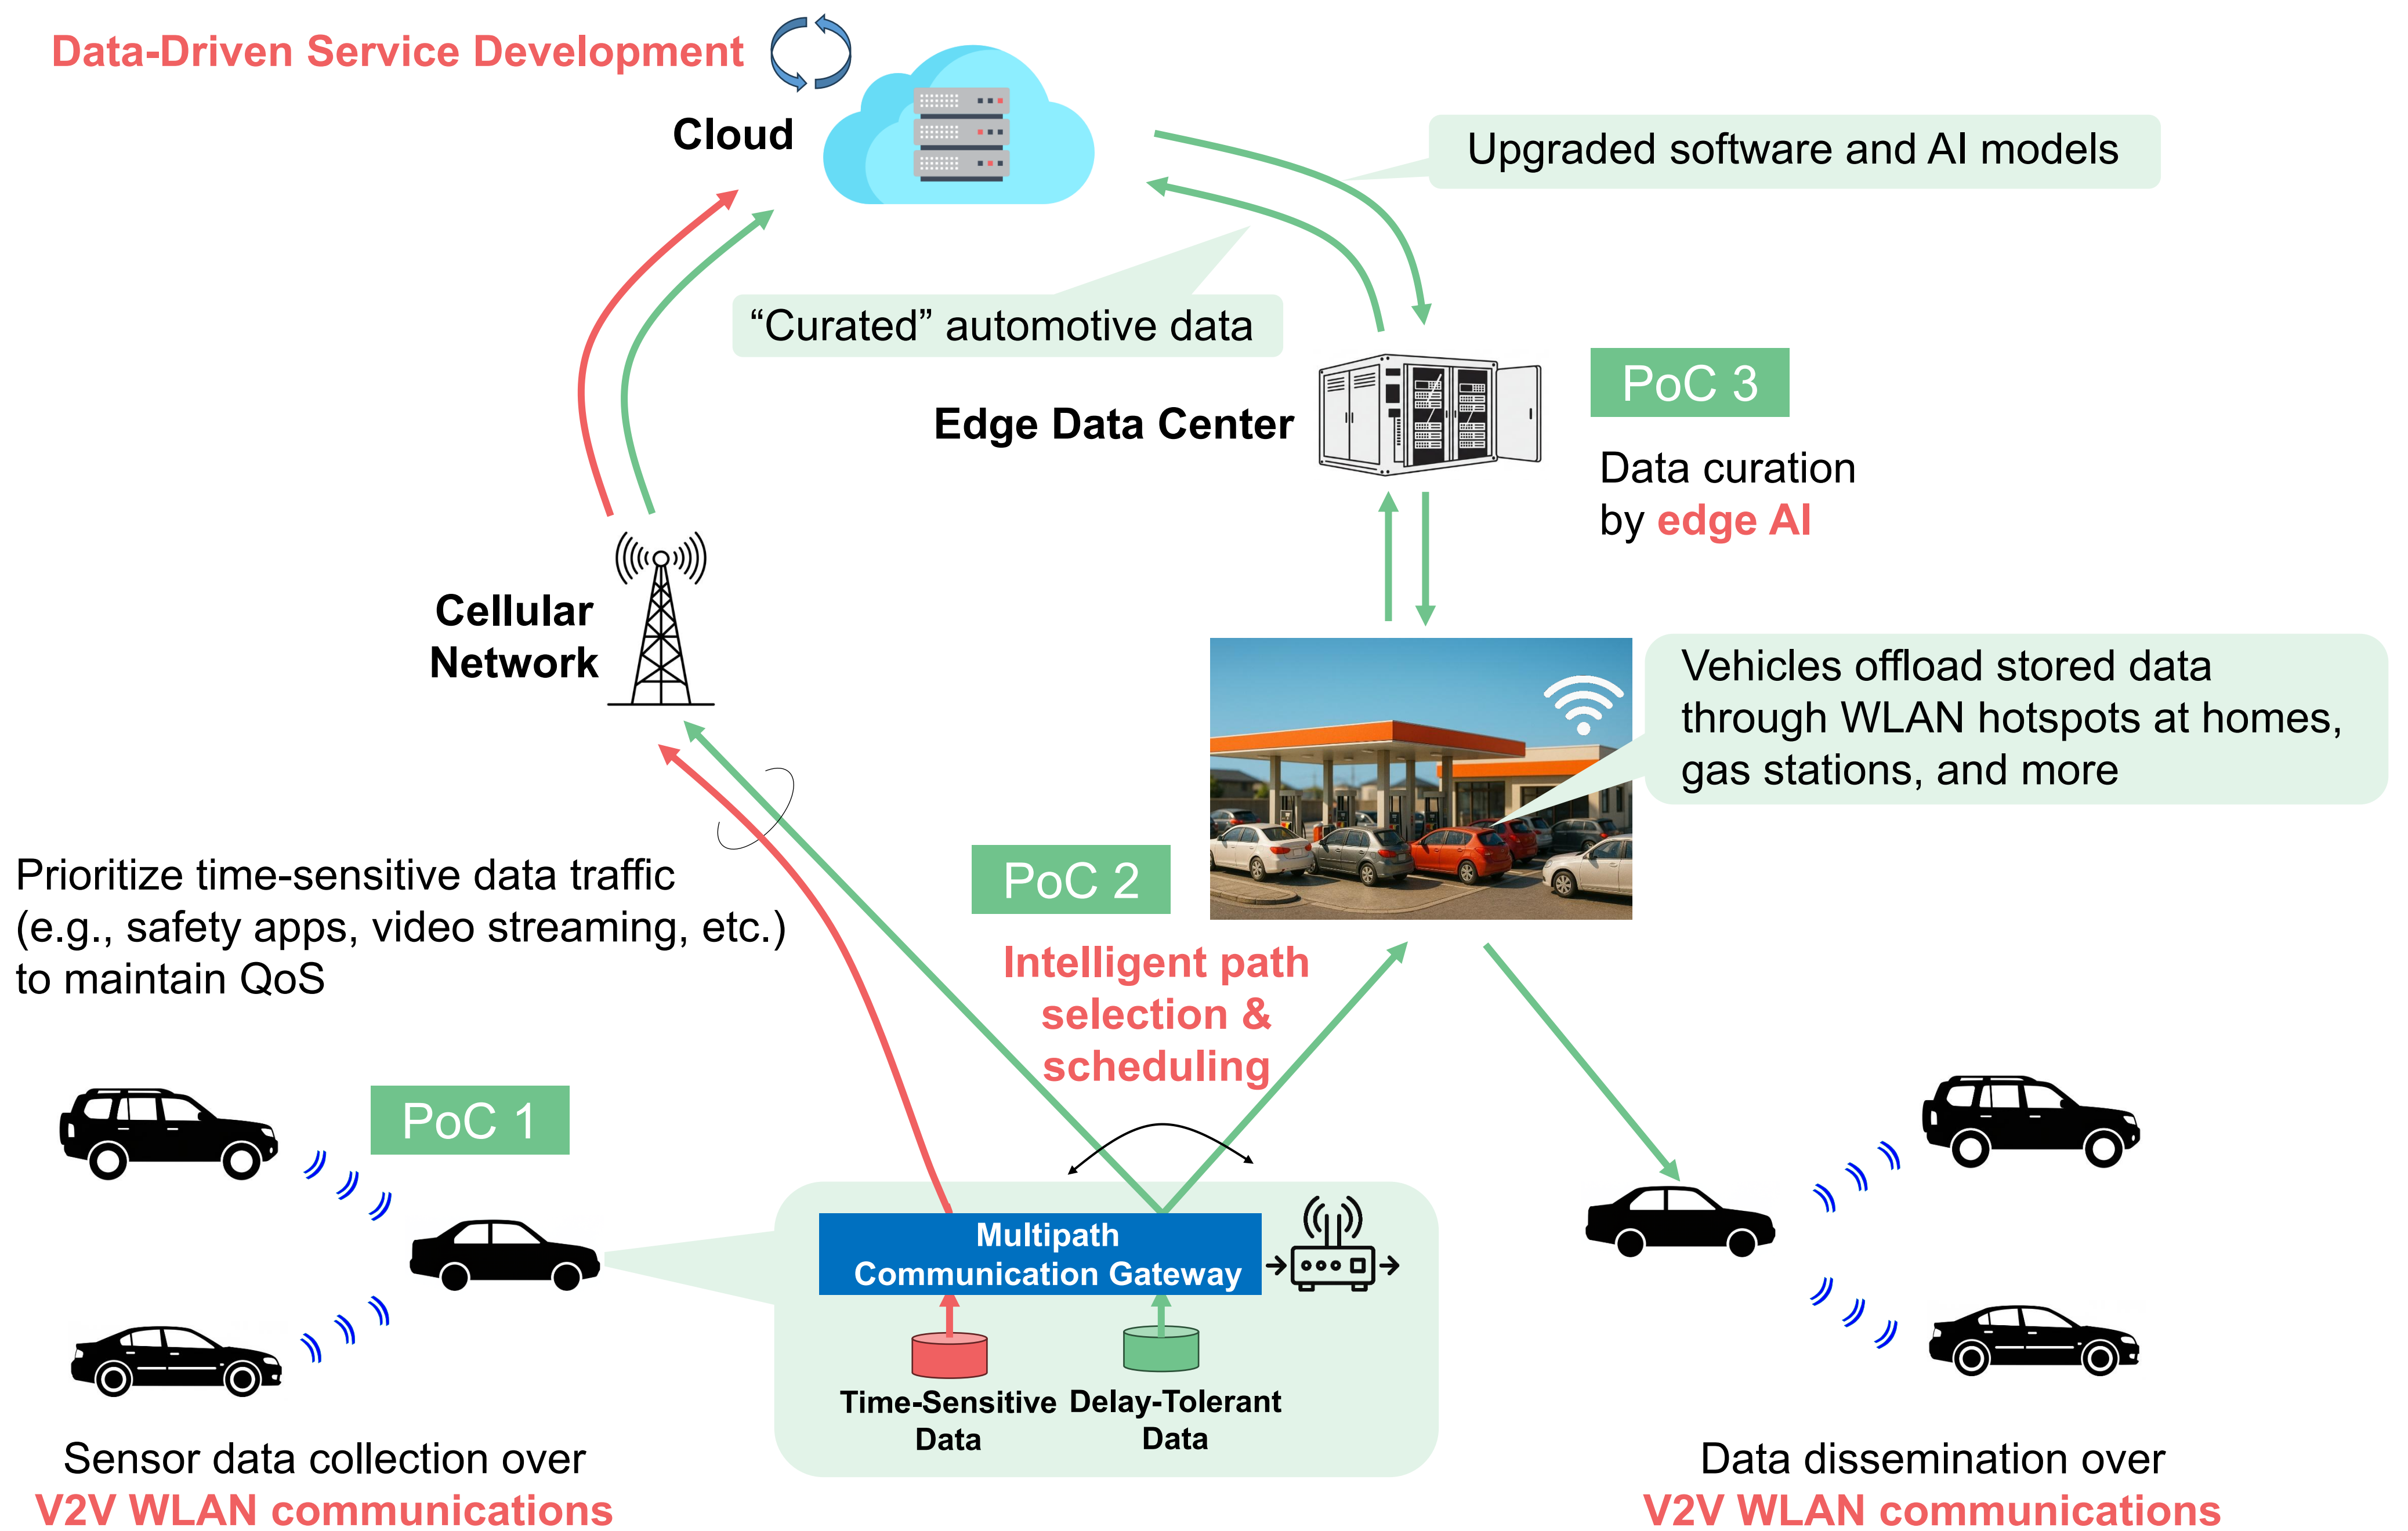 Data-Driven Service Development
Cloud
Upgraded software and AI models
“Curated” automotive data
Edge Data Center
PoC 3
Data curation
by edge AI
Cellular
Network
Vehicles offload stored data
through WLAN hotspots at homes,
gas stations, and more
Prioritize time-sensitive data traffic
(e.g., safety apps, video streaming, etc.)
to maintain QoS
PoC 2
Intelligent path
selection &
scheduling
PoC 1
Multipath
Communication Gateway
Time-Sensitive
Data
Delay-Tolerant
Data
Sensor data collection over
V2V WLAN communications
Data dissemination over
V2V WLAN communications